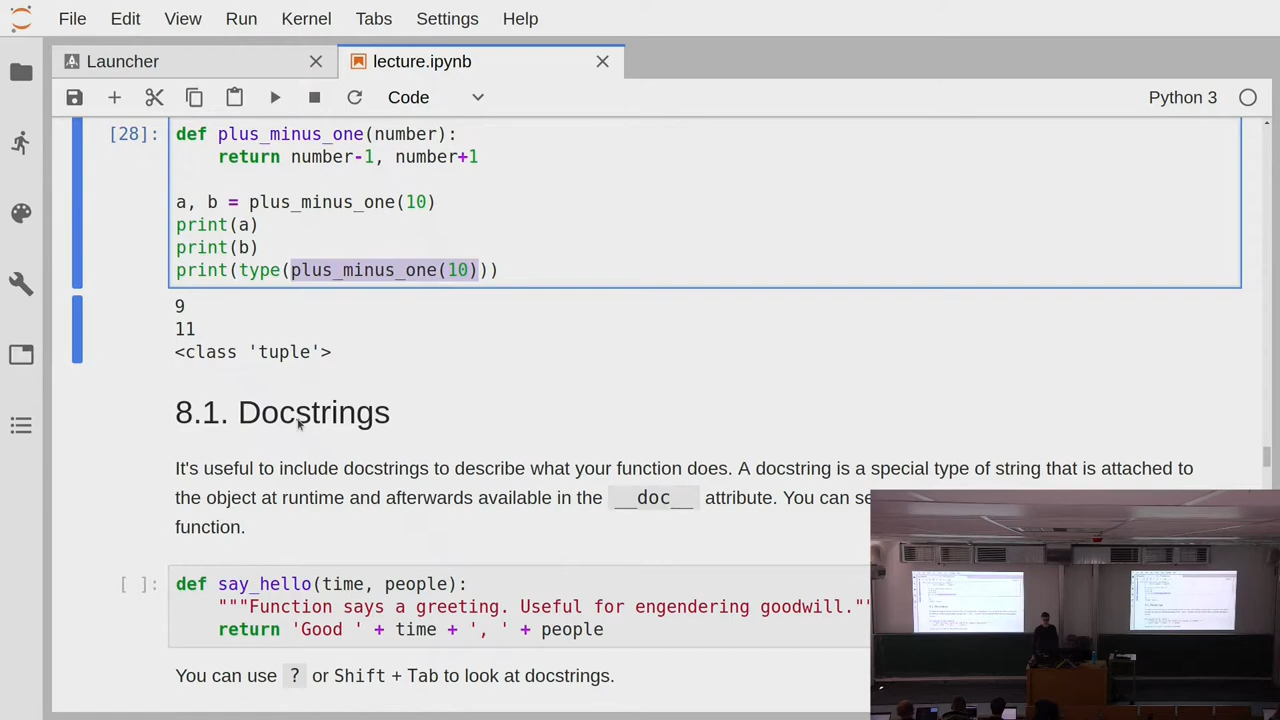 File Edit View Run Kernel Tabs Settings Help
Launcher
lecture.ipynb
Code
Python 3
[28]:
def plus_minus_one(number):
return number-1, number+1
a, b = plus_minus_one(10)
print(a)
print(b)
print(type(plus_minus_one(10)))
9
11
<class 'tuple'>
8.1. Docstrings
It's useful to include docstrings to describe what your function does. A docstring is a special type of string that is attached to
the object at runtime and afterwards available in the __doc__ attribute. You can se
function.
[ ]:
def say_hello(time, people):
"""Function says a greeting. Useful for engendering goodwill."""
return 'Good ' + time + ', ' + people
You can use ? or Shift + Tab to look at docstrings.